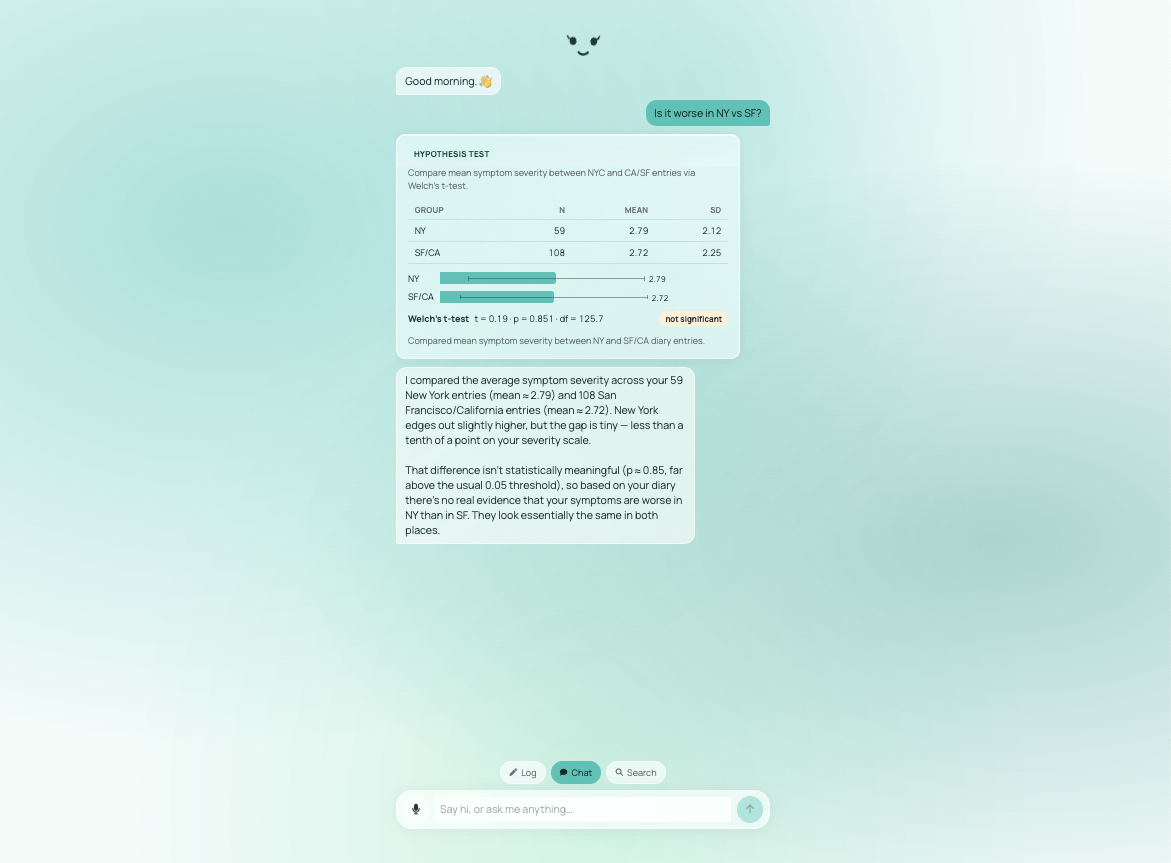 Good morning. 👋
Is it worse in NY vs SF?
HYPOTHESIS TEST
Compare mean symptom severity between NYC and CA/SF entries via
Welch's t-test.
GROUP N MEAN SD
NY 59 2.79 2.12
SF/CA 108 2.72 2.25
NY 2.79
SF/CA 2.72
Welch's t-test t = 0.19 · p = 0.851 · df = 125.7 not significant
Compared mean symptom severity between NY and SF/CA diary entries.
I compared the average symptom severity across your 59
New York entries (mean ≈ 2.79) and 108 San
Francisco/California entries (mean ≈ 2.72). New York
edges out slightly higher, but the gap is tiny — less than a
tenth of a point on your severity scale.
That difference isn't statistically meaningful (p ≈ 0.85, far
above the usual 0.05 threshold), so based on your diary
there's no real evidence that your symptoms are worse in
NY than in SF. They look essentially the same in both
places.
Log Chat Search
Say hi, or ask me anything...